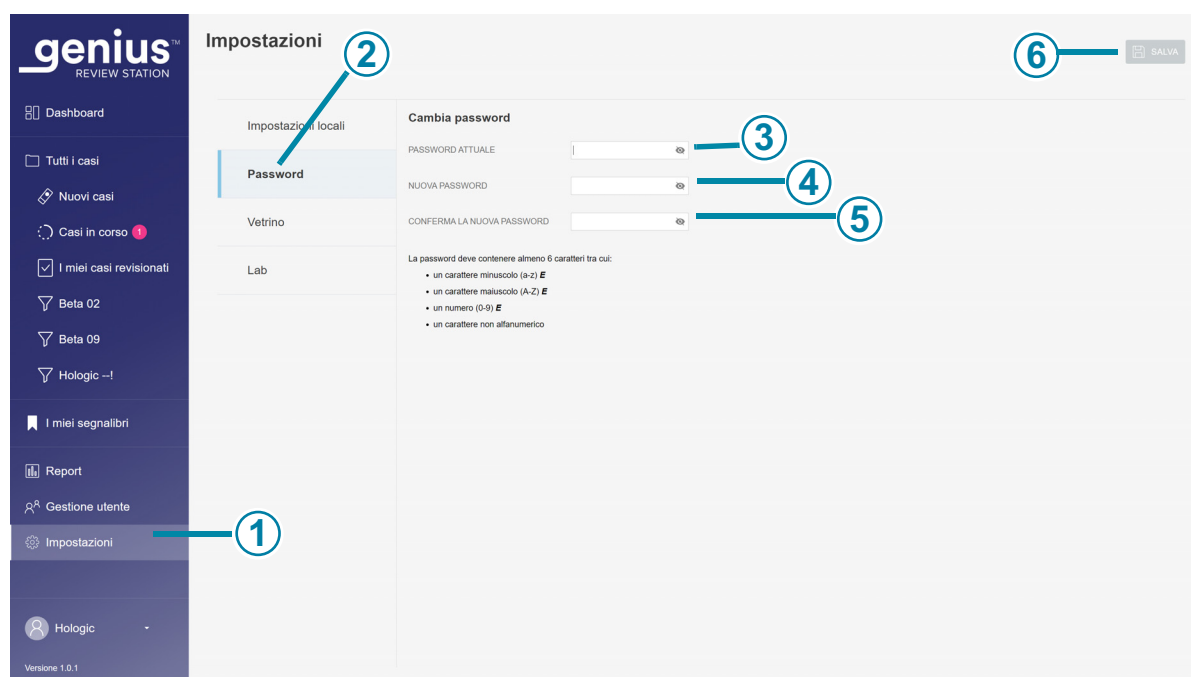 genius™
REVIEW STATION
Dashboard
Tutti i casi
Nuovi casi
Casi in corso 1
I miei casi revisionati
Beta 02
Beta 09
Hologic --!
I miei segnalibri
Report
Gestione utente
Impostazioni
Hologic
Versione 1.0.1
Impostazioni
2
6
SALVA
Impostazioni locali
Password
Vetrino
Lab
1
Cambia password
PASSWORD ATTUALE
3
NUOVA PASSWORD
4
CONFERMA LA NUOVA PASSWORD
5
La password deve contenere almeno 6 caratteri tra cui:
• un carattere minuscolo (a-z) E
• un carattere maiuscolo (A-Z) E
• un numero (0-9) E
• un carattere non alfanumerico